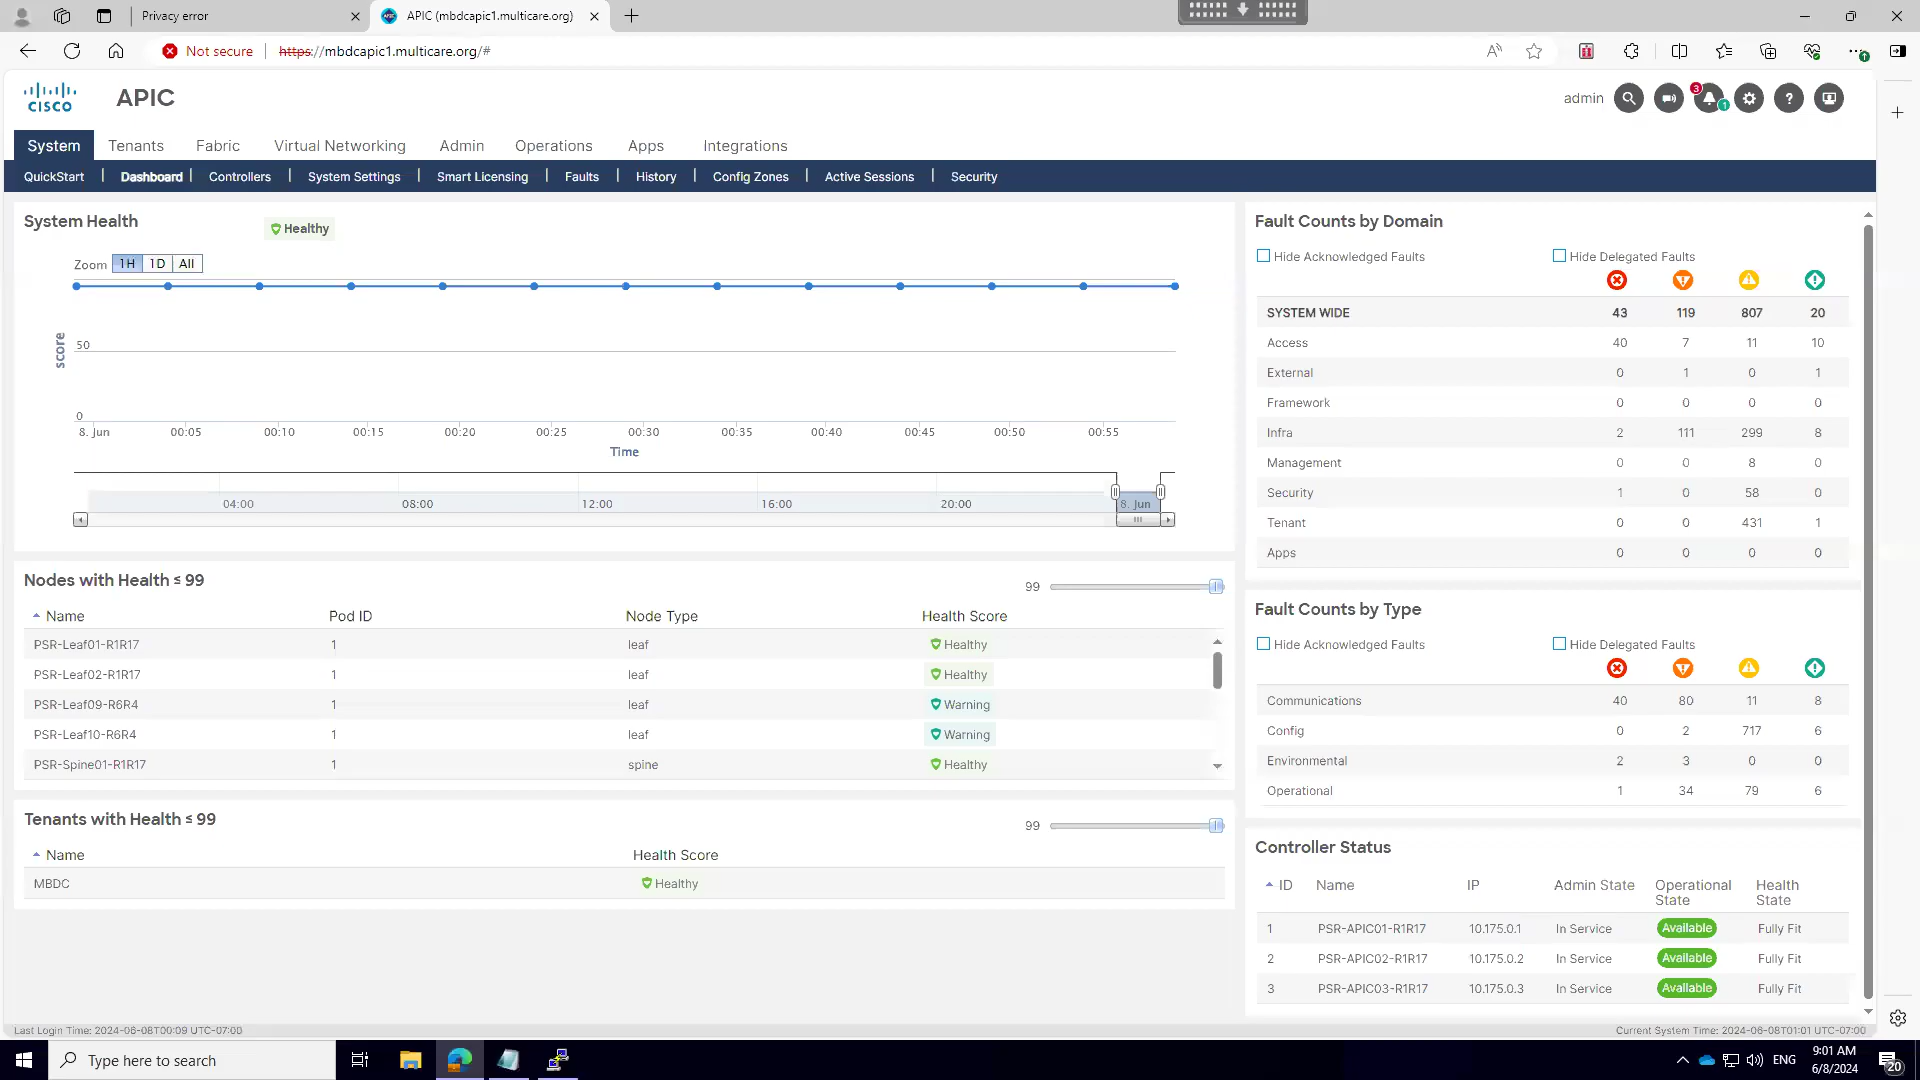 Privacy error
APIC (mbdcapic1.multicare.org)
Not secure
https://mbdcapic1.multicare.org/#
CISCO
APIC
admin
3
1
System
Tenants
Fabric
Virtual Networking
Admin
Operations
Apps
Integrations
QuickStart
Dashboard
Controllers
System Settings
Smart Licensing
Faults
History
Config Zones
Active Sessions
Security
System Health
Healthy
Zoom 1H 1D All
score
50
0
8. Jun 00:05 00:10 00:15 00:20 00:25 00:30 00:35 00:40 00:45 00:50 00:55
Time
04:00 08:00 12:00 16:00 20:00 8. Jun
Nodes with Health ≤ 99
99
Name Pod ID Node Type Health Score
PSR-Leaf01-R1R17 1 leaf Healthy
PSR-Leaf02-R1R17 1 leaf Healthy
PSR-Leaf09-R6R4 1 leaf Warning
PSR-Leaf10-R6R4 1 leaf Warning
PSR-Spine01-R1R17 1 spine Healthy
Tenants with Health ≤ 99
99
Name Health Score
MBDC Healthy
Fault Counts by Domain
Hide Acknowledged Faults Hide Delegated Faults
SYSTEM WIDE 43 119 807 20
Access 40 7 11 10
External 0 1 0 1
Framework 0 0 0 0
Infra 2 111 299 8
Management 0 0 8 0
Security 1 0 58 0
Tenant 0 0 431 1
Apps 0 0 0 0
Fault Counts by Type
Hide Acknowledged Faults Hide Delegated Faults
Communications 40 80 11 8
Config 0 2 717 6
Environmental 2 3 0 0
Operational 1 34 79 6
Controller Status
ID Name IP Admin State Operational State Health State
1 PSR-APIC01-R1R17 10.175.0.1 In Service Available Fully Fit
2 PSR-APIC02-R1R17 10.175.0.2 In Service Available Fully Fit
3 PSR-APIC03-R1R17 10.175.0.3 In Service Available Fully Fit
Last Login Time: 2024-06-08T00:09 UTC-07:00
Current System Time: 2024-06-08T01:01 UTC-07:00
Type here to search
ENG
9:01 AM
6/8/2024
20